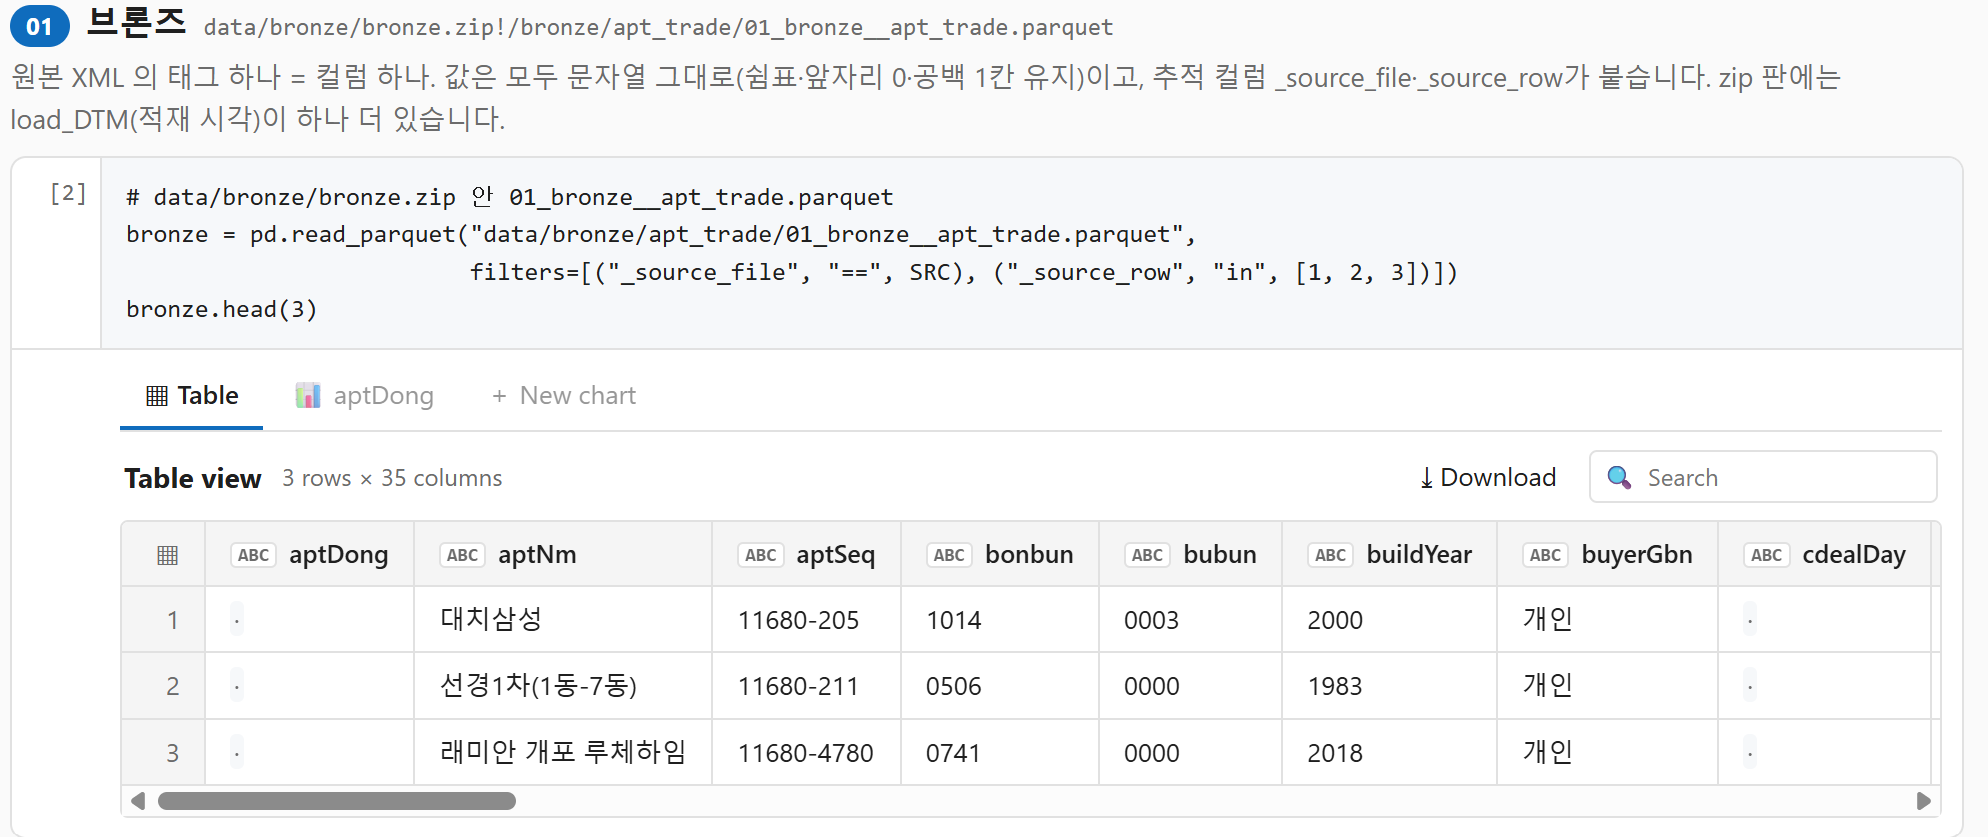 01 브론즈 data/bronze/bronze.zip!/bronze/apt_trade/01_bronze__apt_trade.parquet
원본 XML 의 태그 하나 = 컬럼 하나. 값은 모두 문자열 그대로(쉼표·앞자리 0·공백 1칸 유지)이고, 추적 컬럼 _source_file·_source_row가 붙습니다. zip 판에는
load_DTM(적재 시각)이 하나 더 있습니다.
[2]
# data/bronze/bronze.zip 안 01_bronze__apt_trade.parquet
bronze = pd.read_parquet("data/bronze/apt_trade/01_bronze__apt_trade.parquet",
filters=[("_source_file", "==", SRC), ("_source_row", "in", [1, 2, 3])])
bronze.head(3)
Table aptDong + New chart
Table view 3 rows × 35 columns Download Search
ABC aptDong ABC aptNm ABC aptSeq ABC bonbun ABC bubun ABC buildYear ABC buyerGbn ABC cdealDay
1 · 대치삼성 11680-205 1014 0003 2000 개인 ·
2 · 선경1차(1동-7동) 11680-211 0506 0000 1983 개인 ·
3 · 래미안 개포 루체하임 11680-4780 0741 0000 2018 개인 ·